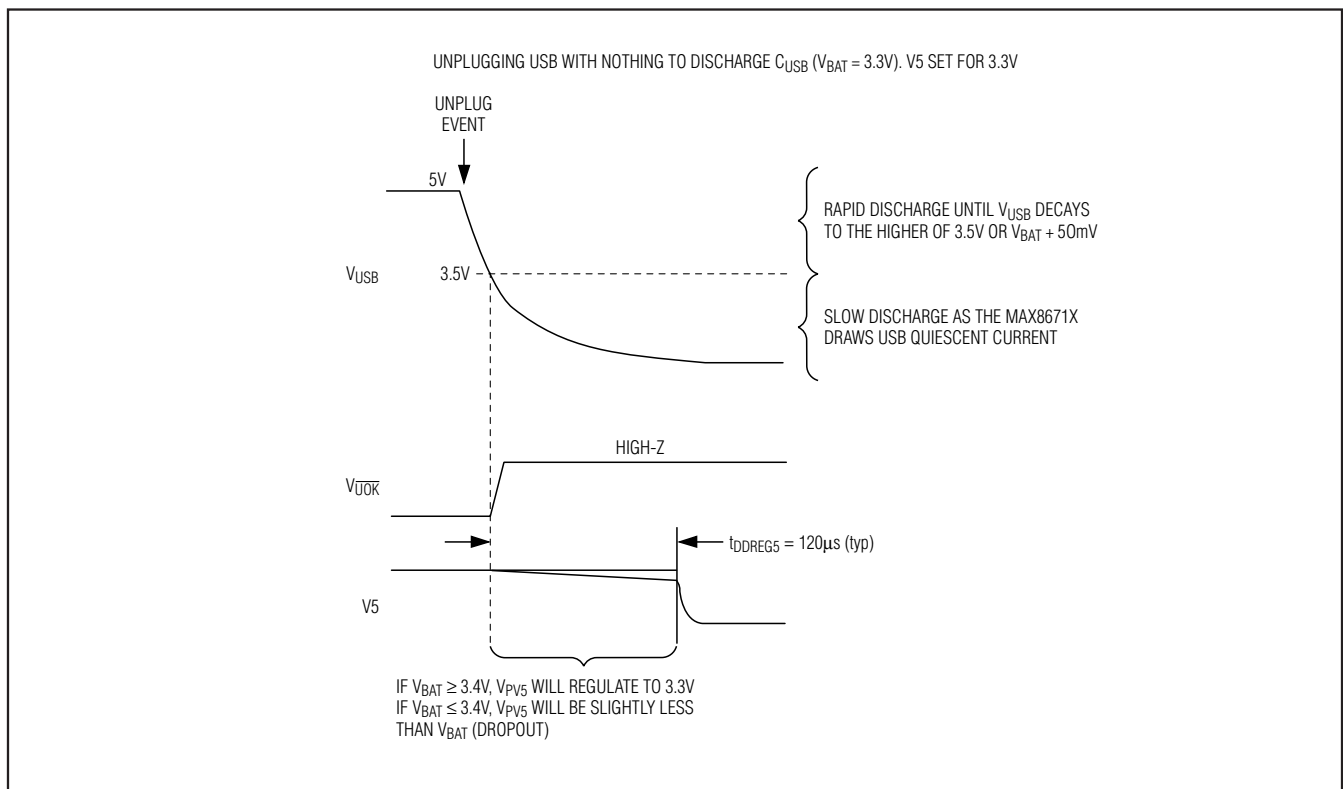 UNPLUGGING USB WITH NOTHING TO DISCHARGE CUSB (VBAT = 3.3V). V5 SET FOR 3.3V
UNPLUG
EVENT
5V
RAPID DISCHARGE UNTIL VUSB DECAYS
TO THE HIGHER OF 3.5V OR VBAT + 50mV
VUSB
3.5V
SLOW DISCHARGE AS THE MAX8671X
DRAWS USB QUIESCENT CURRENT
HIGH-Z
VU̅O̅K̅
tDDREG5 = 120μs (typ)
V5
IF VBAT ≥ 3.4V, VPV5 WILL REGULATE TO 3.3V
IF VBAT ≤ 3.4V, VPV5 WILL BE SLIGHTLY LESS
THAN VBAT (DROPOUT)